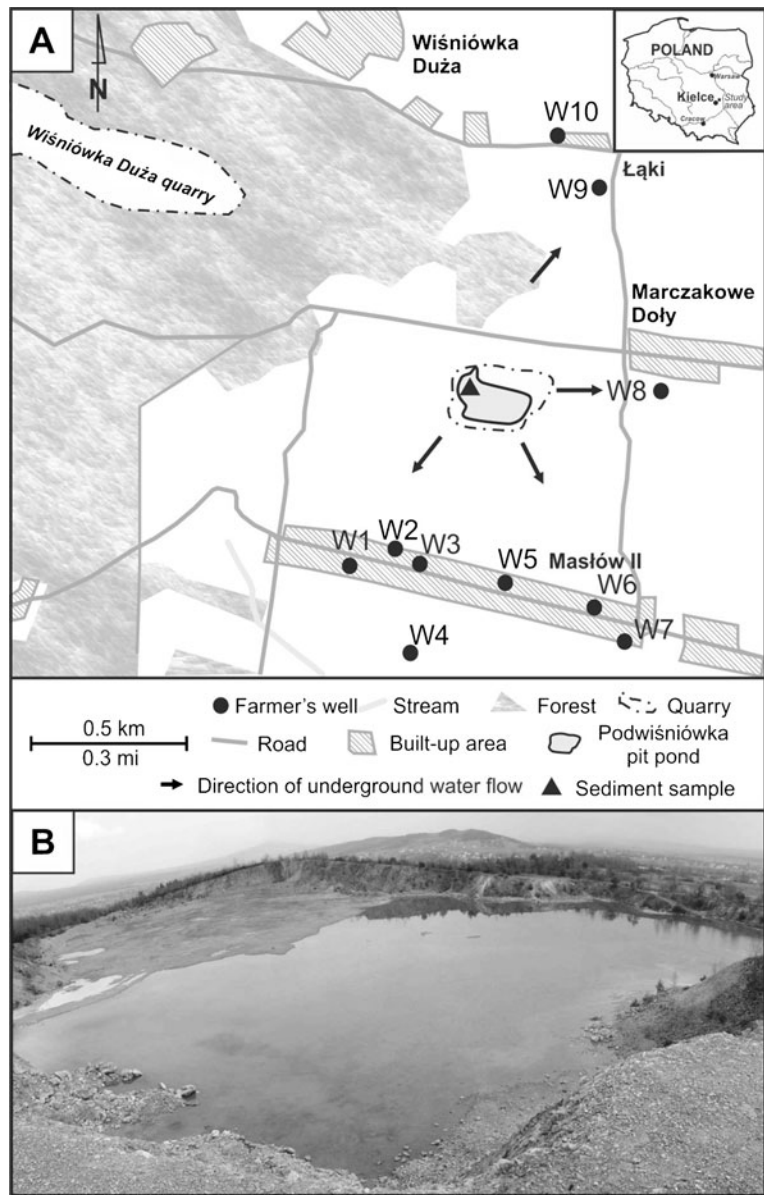 A
N
Wiśniówka
Duża
POLAND
Warsaw
Kielce
Study
area
Cracow
Wiśniówka Duża quarry
W10
Łąki
W9
Marczakowe
Doły
W8
W1
W2
W3
W5
Masłów II
W6
W7
W4
0.5 km
0.3 mi
Farmer's well
Stream
Forest
Quarry
Road
Built-up area
Podwiśniówka
pit pond
Direction of underground water flow
Sediment sample
B